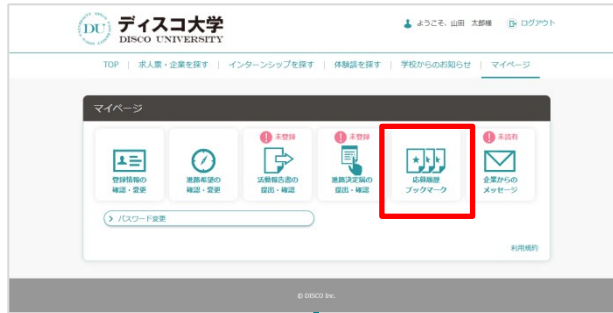 DU ディスコ大学
DISCO UNIVERSITY
ようこそ、山田 太郎様 ログアウト
TOP | 求人票・企業を探す | インターンシップを探す | 体験談を探す | 学校からのお知らせ | マイページ
マイページ
! 未登録 ! 未登録 ! 未読有
登録情報の 進路希望の 活動報告書の 進路決定届の 応募履歴 企業からの
確認・変更 確認・変更 提出・確認 提出・確認 ブックマーク メッセージ
> パスワード変更
利用規約
© DISCO Inc.